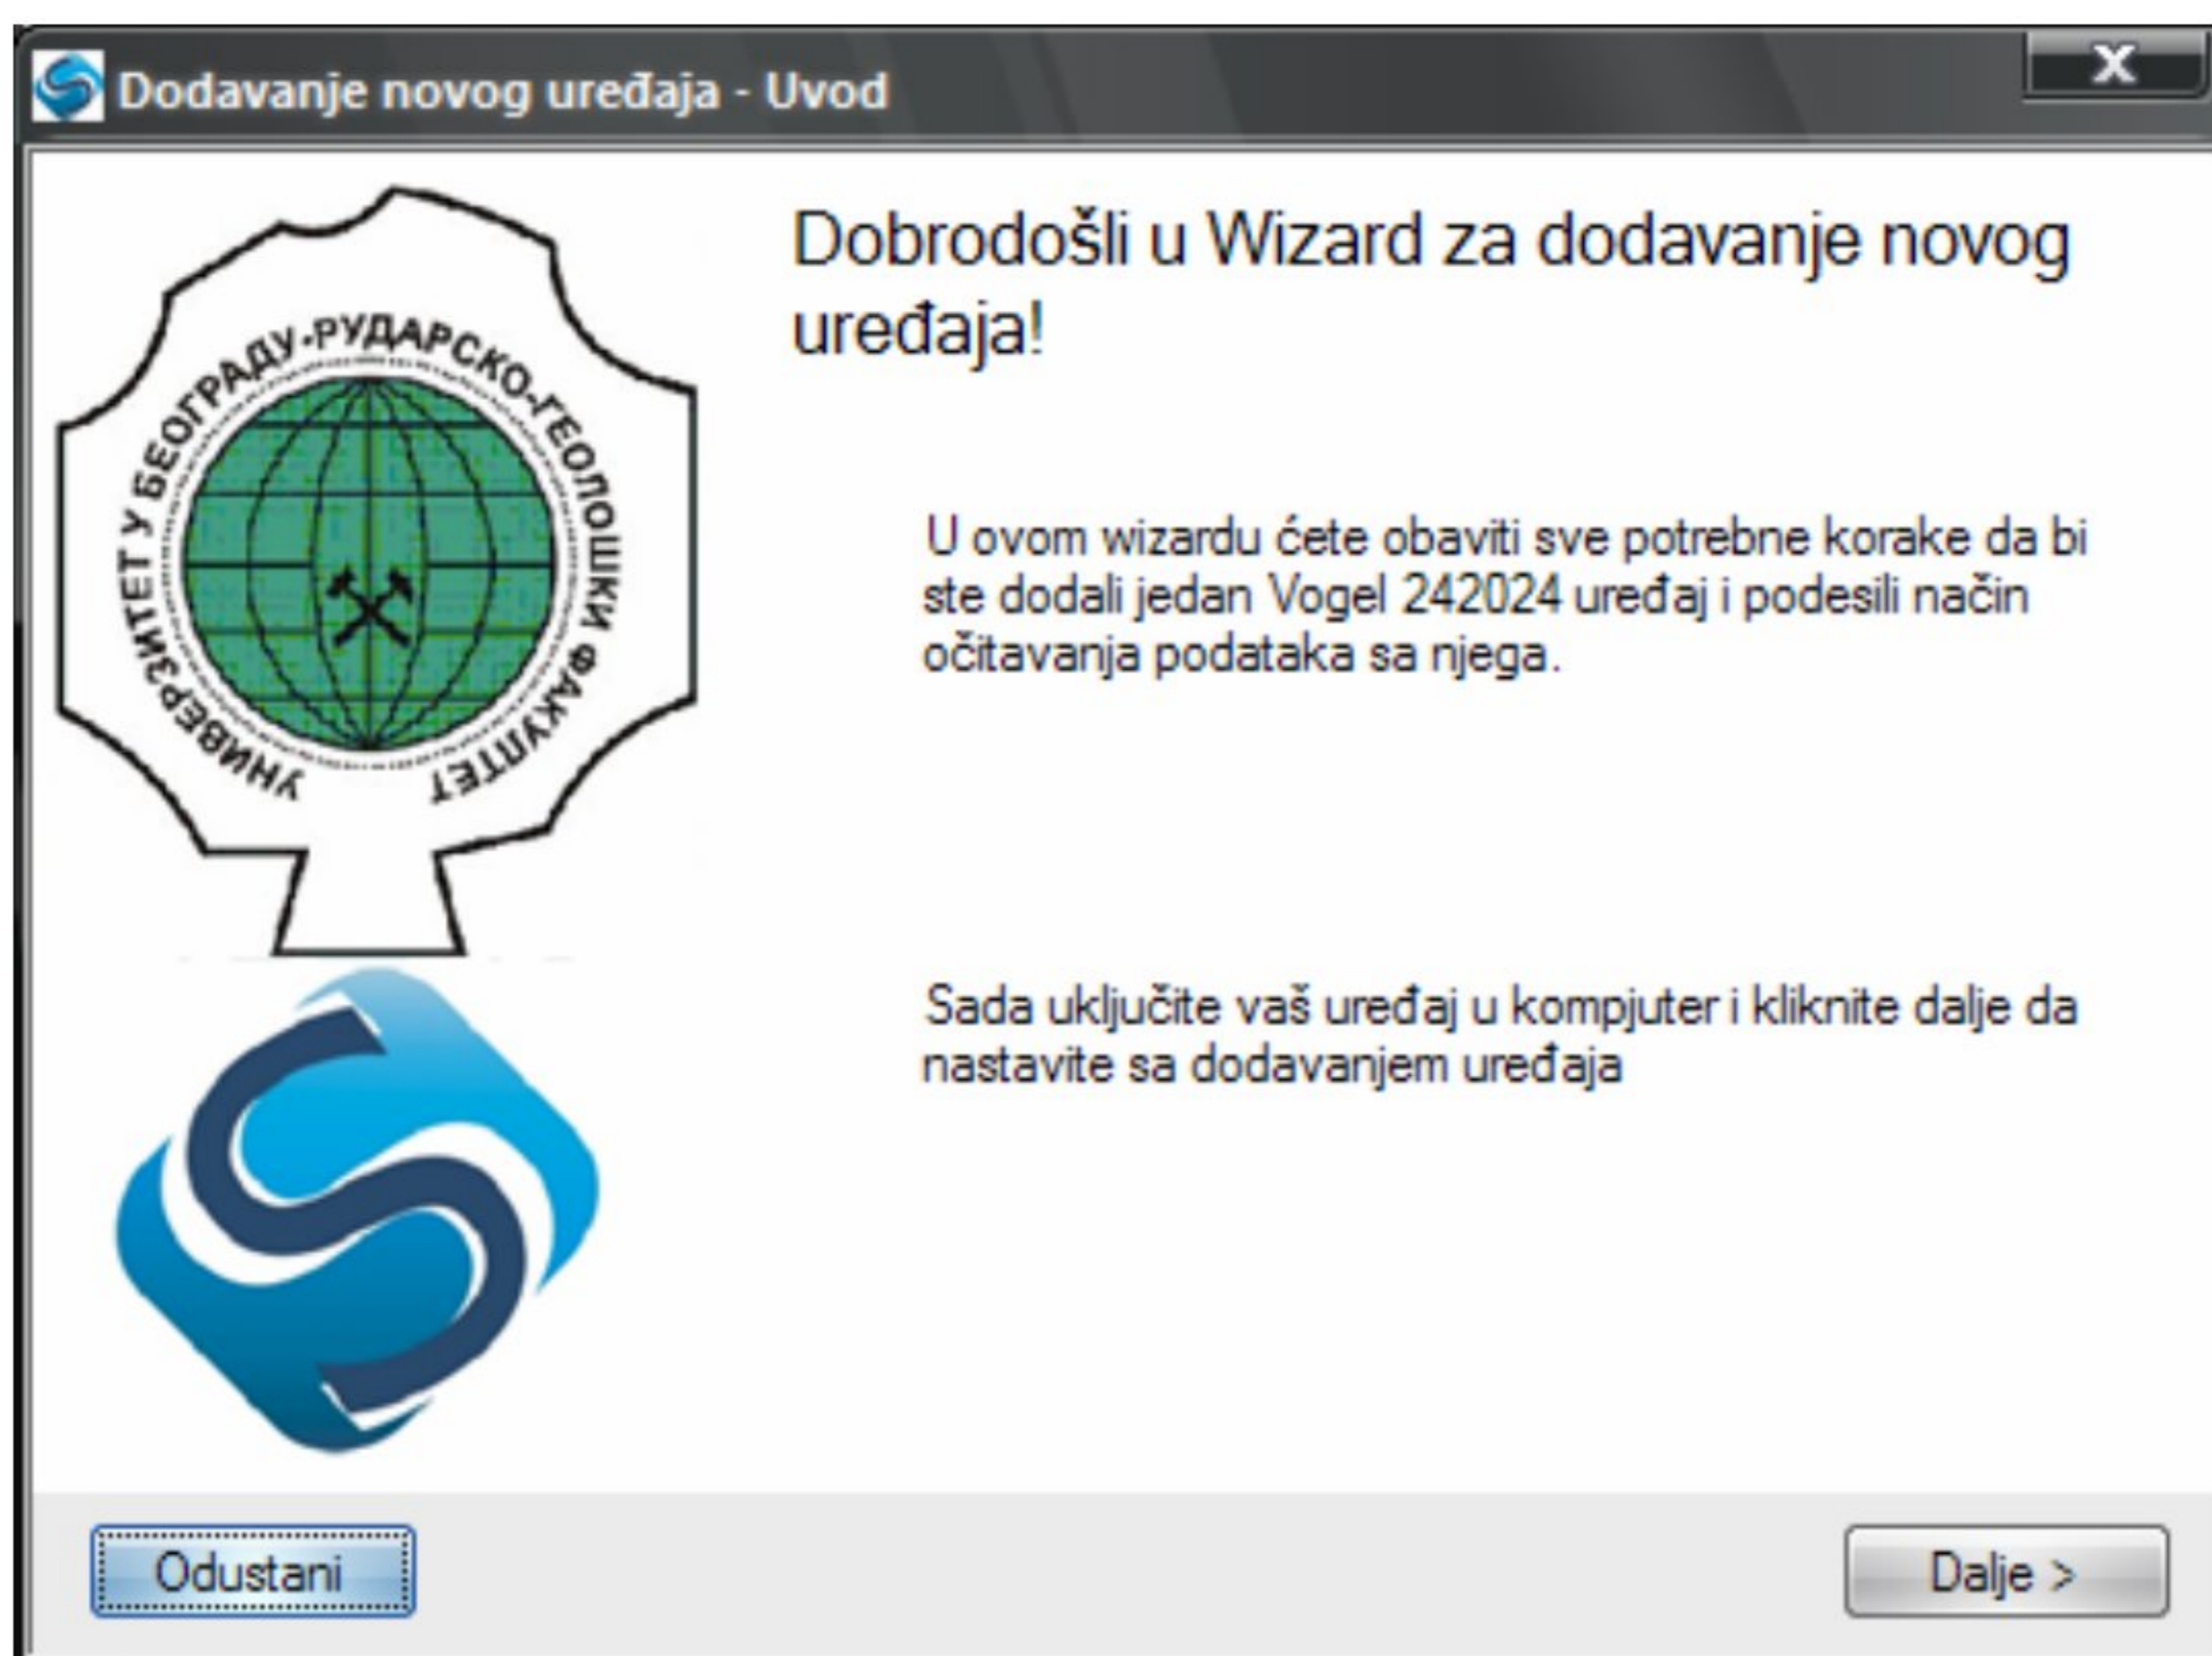 Dodavanje novog uređaja - Uvod
X
Dobrodošli u Wizard za dodavanje novog
uređaja!
УНИВЕРЗИТЕТ У БЕОГРАДУ-РУДАРСКО-ГЕОЛОШКИ ФАКУЛТЕТ
U ovom wizardu ćete obaviti sve potrebne korake da bi
ste dodali jedan Vogel 242024 uređaj i podesili način
očitavanja podataka sa njega.
Sada uključite vaš uređaj u kompjuter i kliknite dalje da
nastavite sa dodavanjem uređaja
Odustani
Dalje >